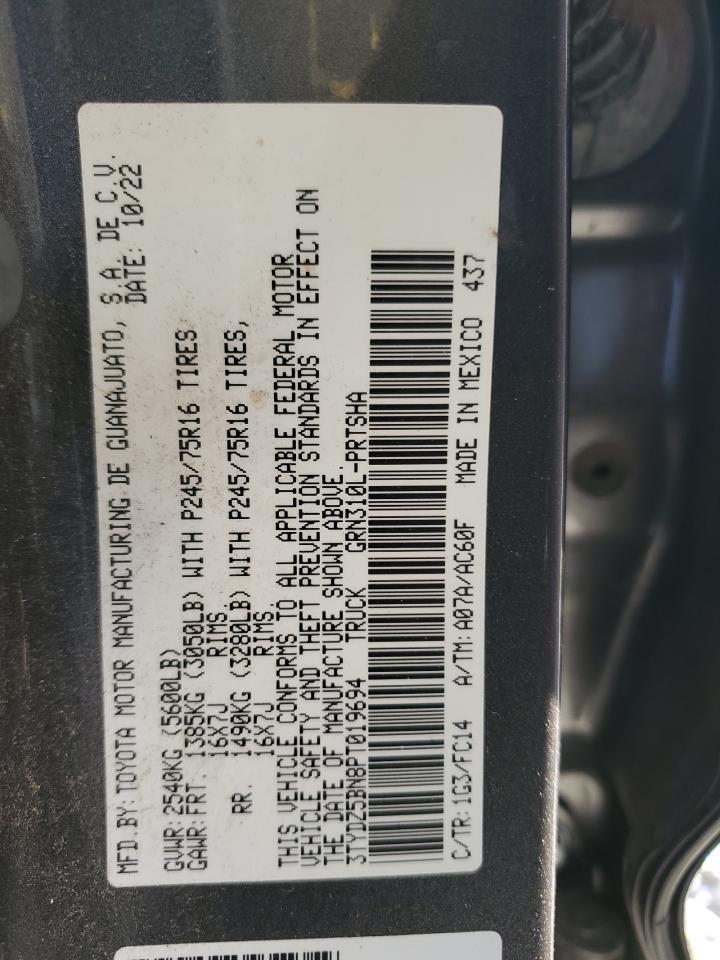 MFD.BY:TOYOTA MOTOR MANUFACTURING DE GUANAJUATO, S.A. DE C.V.
DATE: 10/22
GVWR:2540KG (5600LB)
GAWR:FRT. 1385KG (3050LB) WITH P245/75R16 TIRES
16X7J RIMS.
RR. 1490KG (3280LB) WITH P245/75R16 TIRES,
16X7J RIMS.
THIS VEHICLE CONFORMS TO ALL APPLICABLE FEDERAL MOTOR
VEHICLE SAFETY AND THEFT PREVENTION STANDARDS IN EFFECT ON
THE DATE OF MANUFACTURE SHOWN ABOVE.
3TYDZ5BN8PT019694 TRUCK GRN310L-PRTSHA
C/TR:1G3/FC14 A/TM:A07A/AC60F MADE IN MEXICO 437